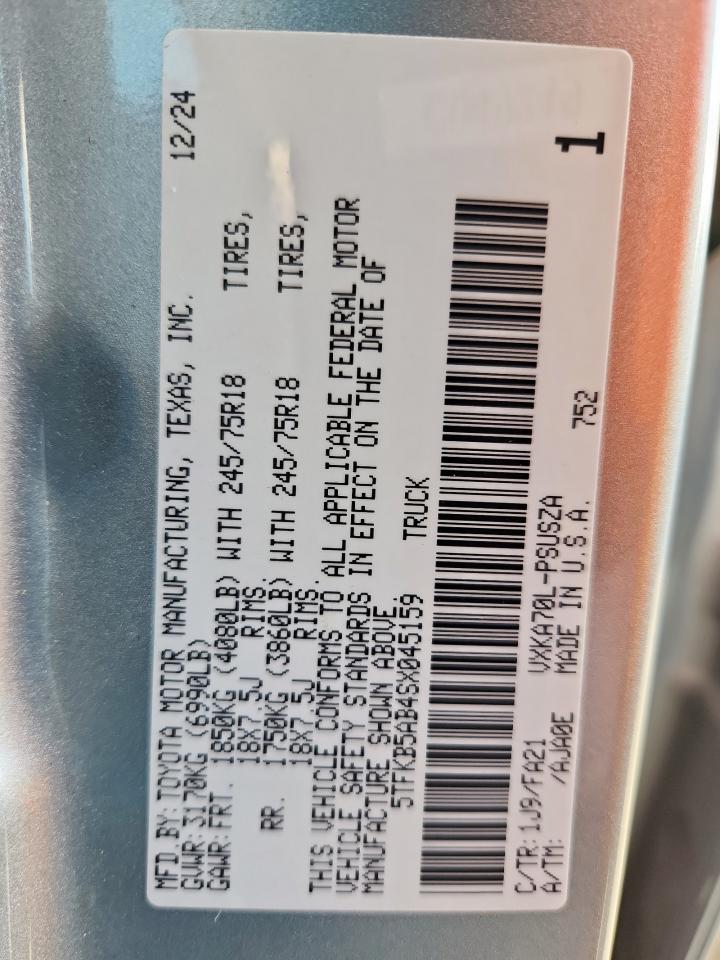 MFD.BY: TOYOTA MOTOR MANUFACTURING, TEXAS, INC. 12/24
GVWR: 3170KG (6990LB)
GAWR: FRT. 1850KG (4080LB) WITH 245/75R18 TIRES,
18X7.5J RIMS.
RR. 1750KG (3860LB) WITH 245/75R18 TIRES,
18X7.5J RIMS.
THIS VEHICLE CONFORMS TO ALL APPLICABLE FEDERAL MOTOR
VEHICLE SAFETY STANDARDS IN EFFECT ON THE DATE OF
MANUFACTURE SHOWN ABOVE.
5TFKB5AB4SX045159 TRUCK
1
C/TR: 1J9/FA21 VXKA70L-PSUSZA
A/TM: /AJA0E MADE IN U.S.A. 752